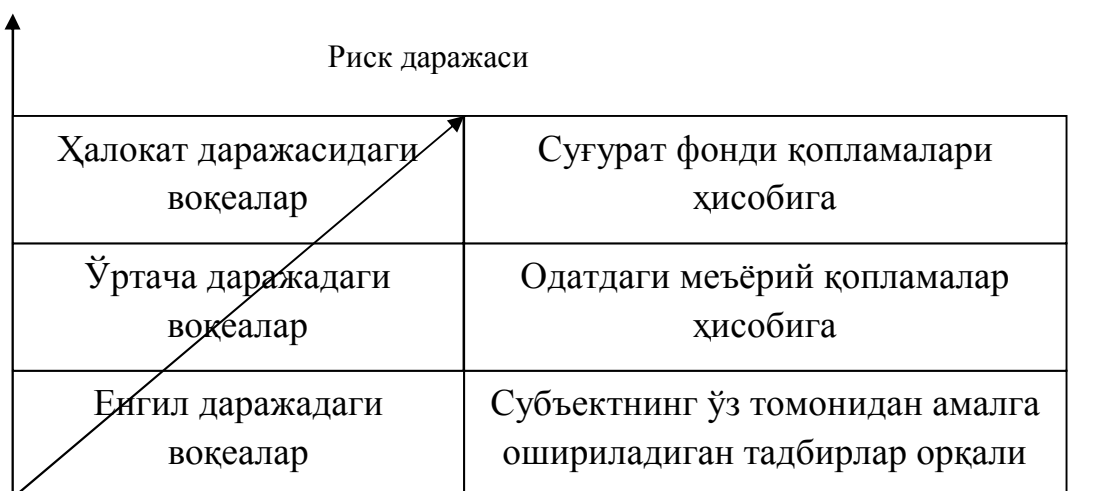 Риск даражаси
Ҳалокат даражасидаги
воқеалар
Суғурат фонди қопламалари
ҳисобига
Ўртача даражадаги
воқеалар
Одатдаги меъёрий қопламалар
ҳисобига
Енгил даражадаги
воқеалар
Субъектнинг ўз томонидан амалга
ошириладиган тадбирлар орқали